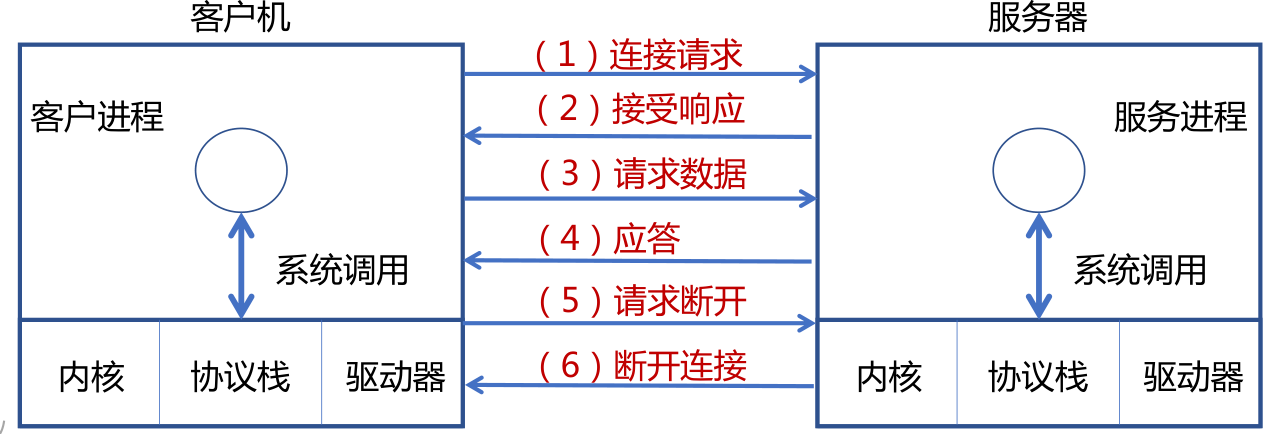 客户机
服务器
（1）连接请求
（2）接受响应
客户进程
服务进程
（3）请求数据
（4）应答
系统调用
系统调用
（5）请求断开
（6）断开连接
内核 协议栈 驱动器
内核 协议栈 驱动器